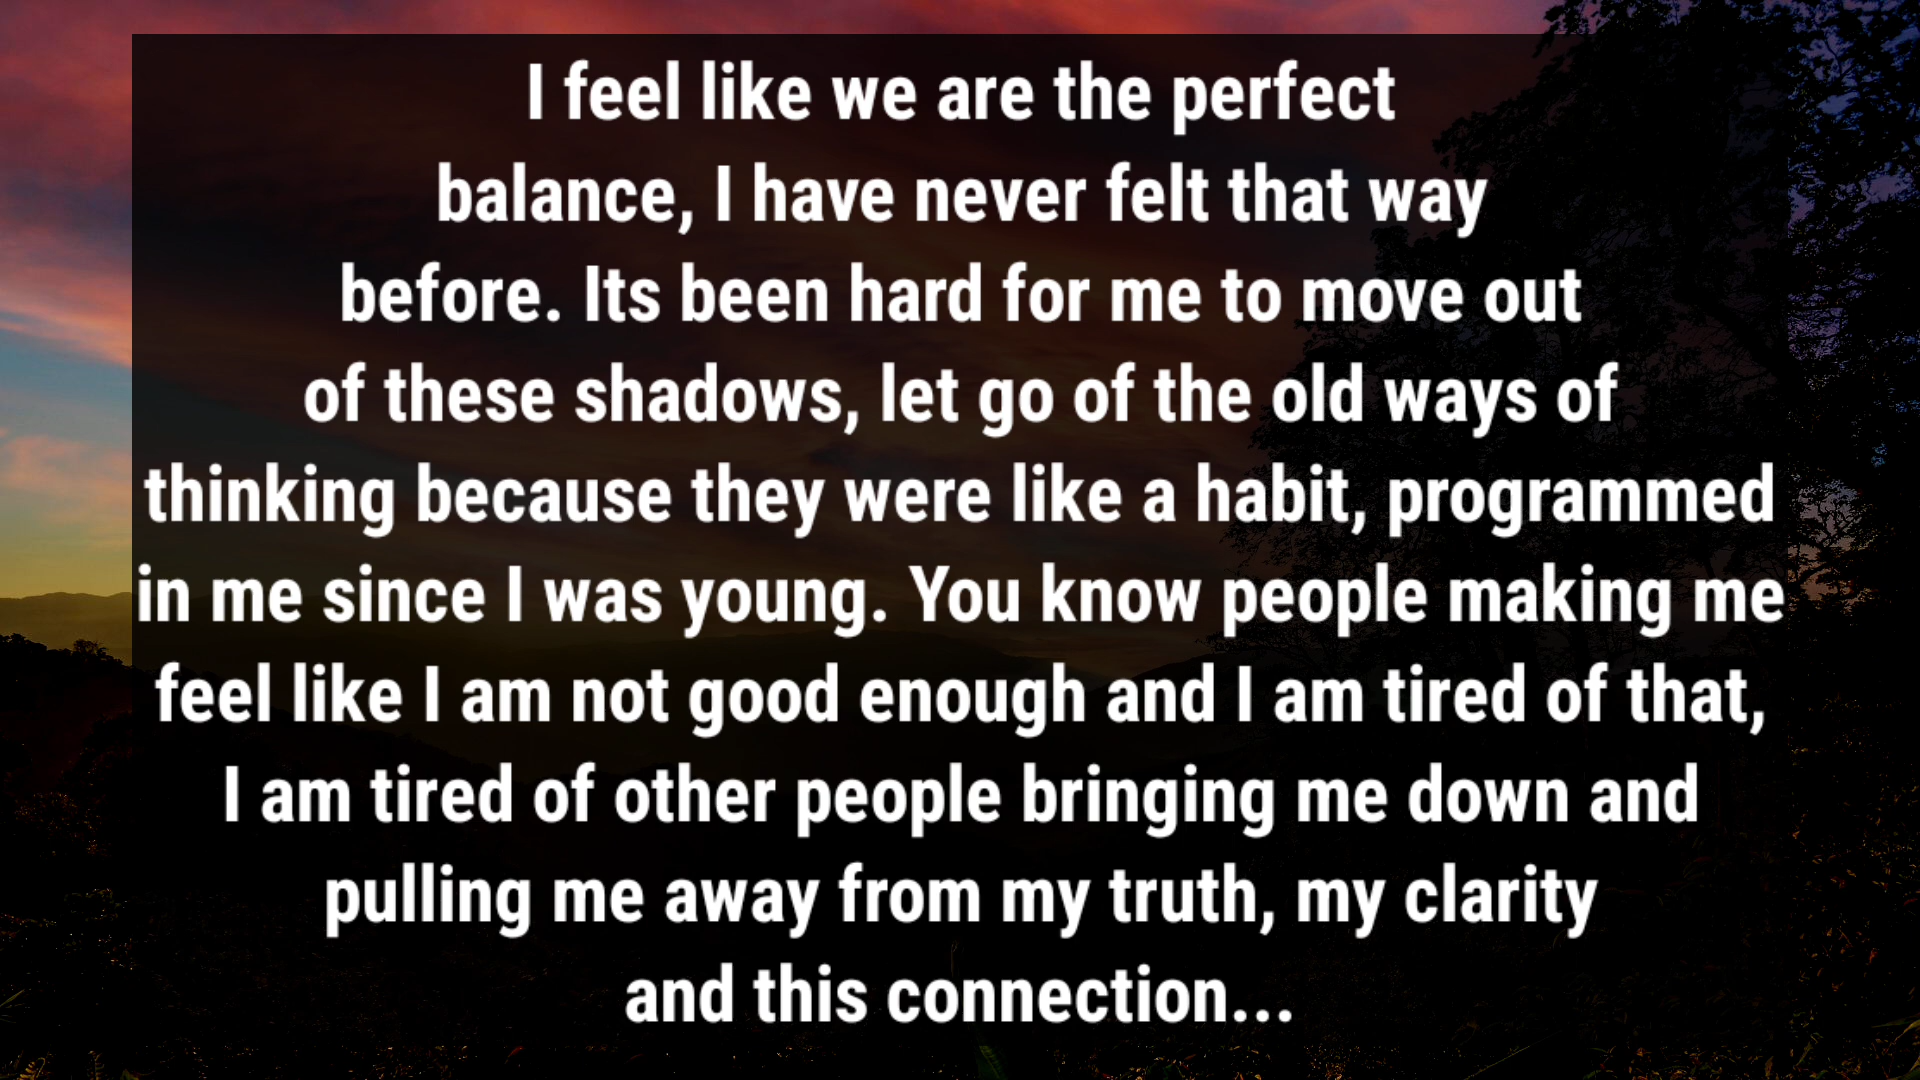 I feel like we are the perfect
balance, I have never felt that way
before. Its been hard for me to move out
of these shadows, let go of the old ways of
thinking because they were like a habit, programmed
in me since I was young. You know people making me
feel like I am not good enough and I am tired of that,
I am tired of other people bringing me down and
pulling me away from my truth, my clarity
and this connection...